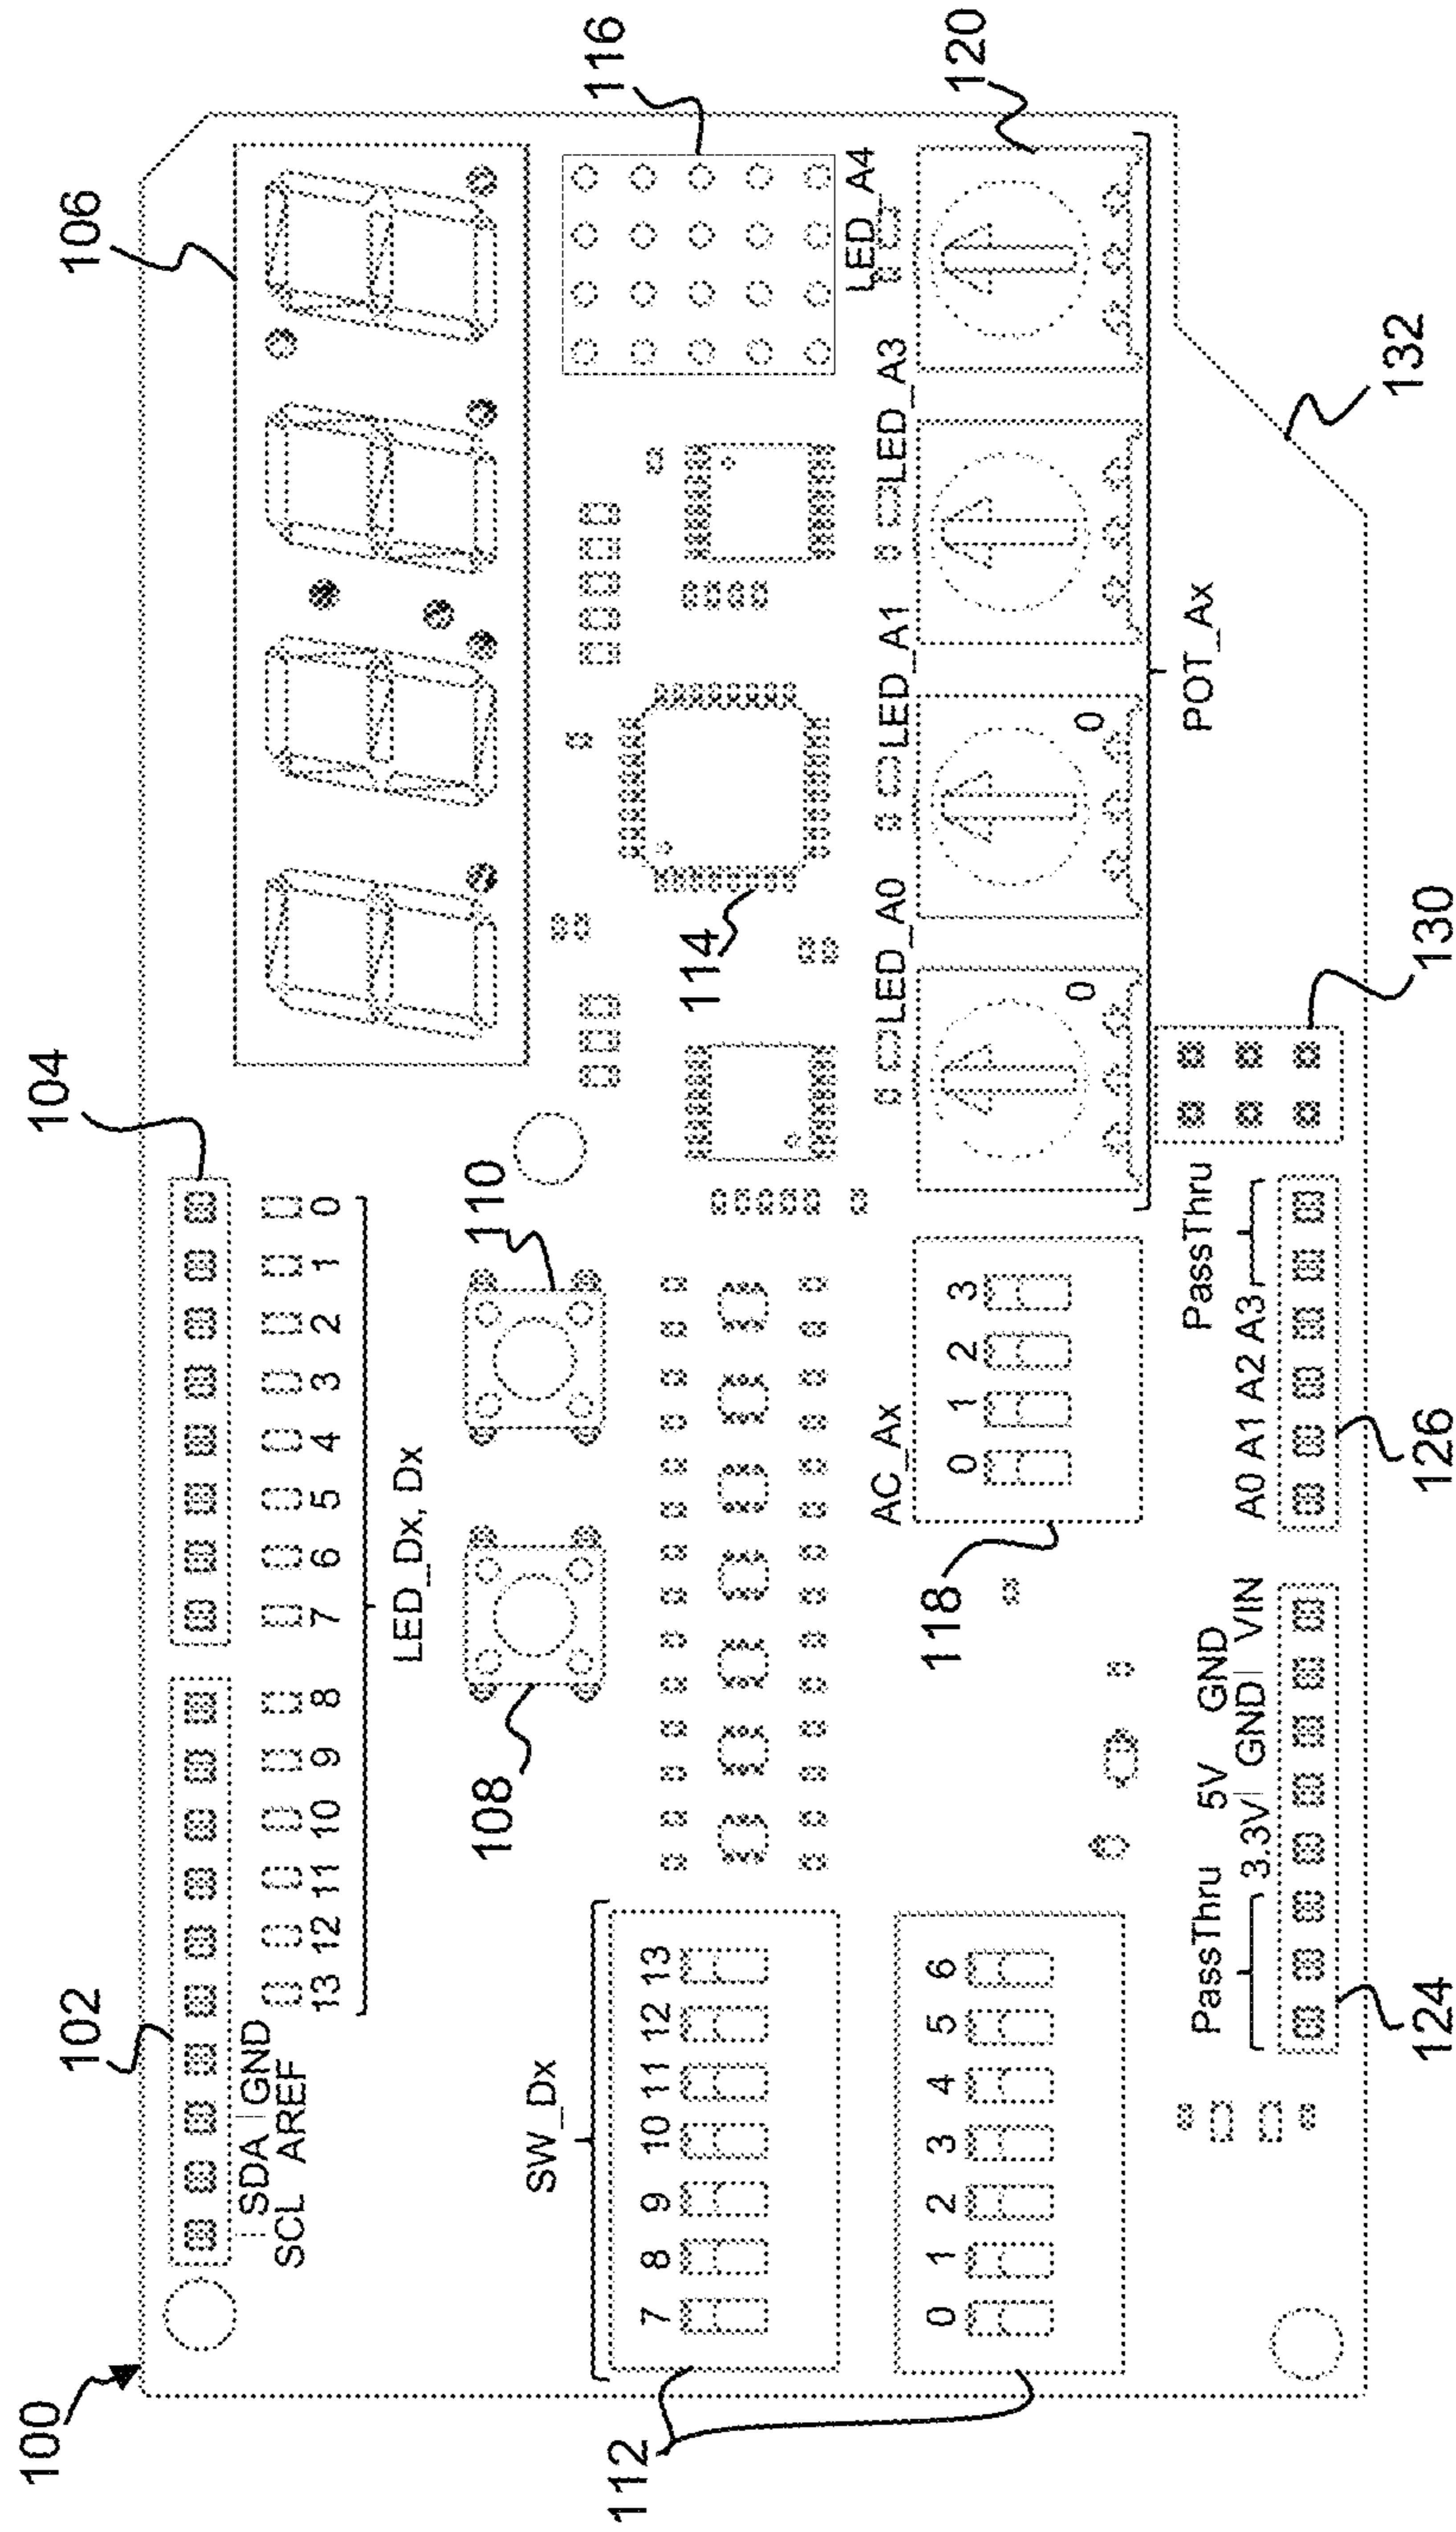 100
102
104
106
SDA GND
SCL AREF
13 12 11 10 9 8 7 6 5 4 3 2 1 0
LED_Dx, Dx
108
110
116
SW_Dx
7 8 9 10 11 12 13
114
112
0 1 2 3 4 5 6
118
AC_Ax
0 1 2 3
LED_A0
LED_A1
LED_A3
LED_A4
120
0
0
POT_Ax
PassThru
5V GND
3.3V GND VIN
PassThru
A0 A1 A2 A3
124
126
130
132